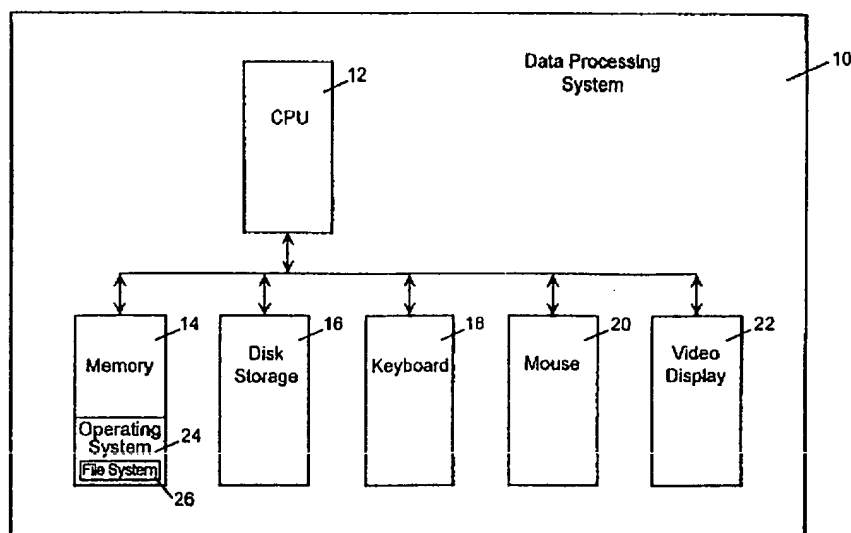 Data Processing
System
10
12
CPU
14
Memory
Operating
System
24
File System
26
16
Disk
Storage
18
Keyboard
20
Mouse
22
Video
Display